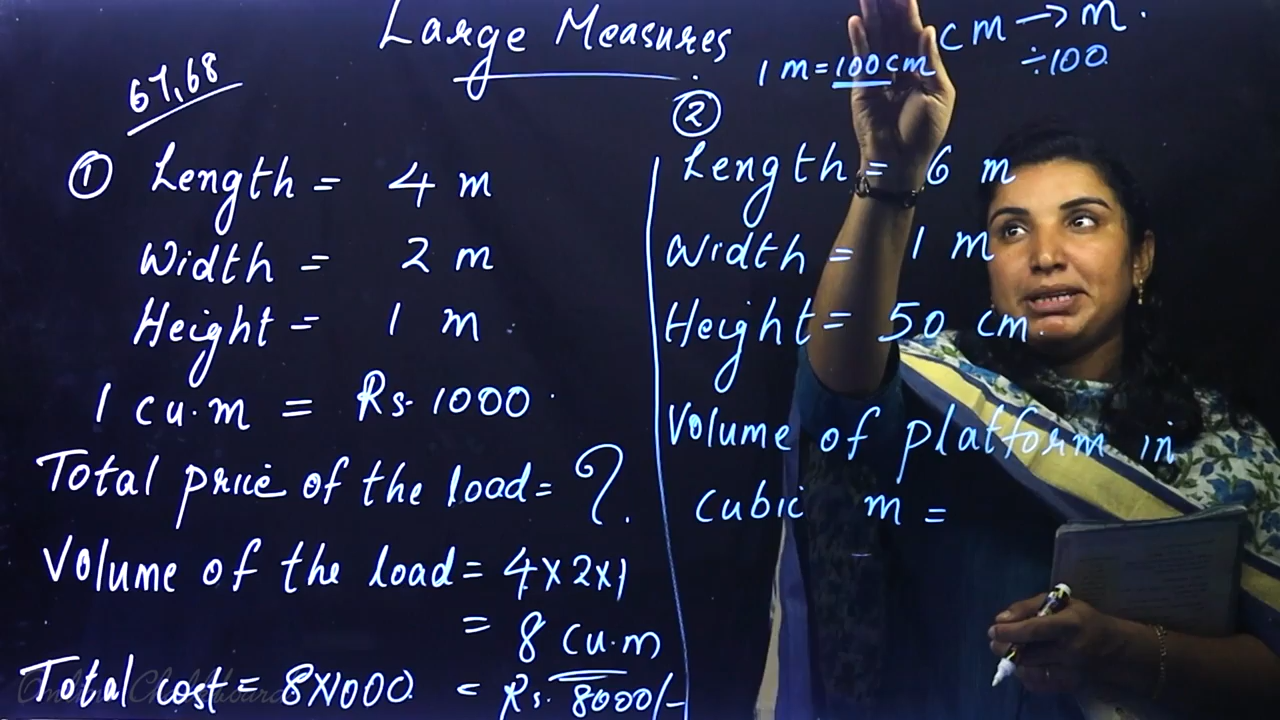 Large Measures
1 m = 100 cm
cm → m.
÷100
67,68
① Length = 4 m
Width = 2 m
Height = 1 m
1 cu.m = Rs. 1000
Total price of the load = ?
Volume of the load = 4×2×1
= 8 cu.m
Total cost = 8×1000 = Rs. 8000/-
②
Length = 6 m
Width = 1 m
Height = 50 cm.
Volume of platform in
cubic m =